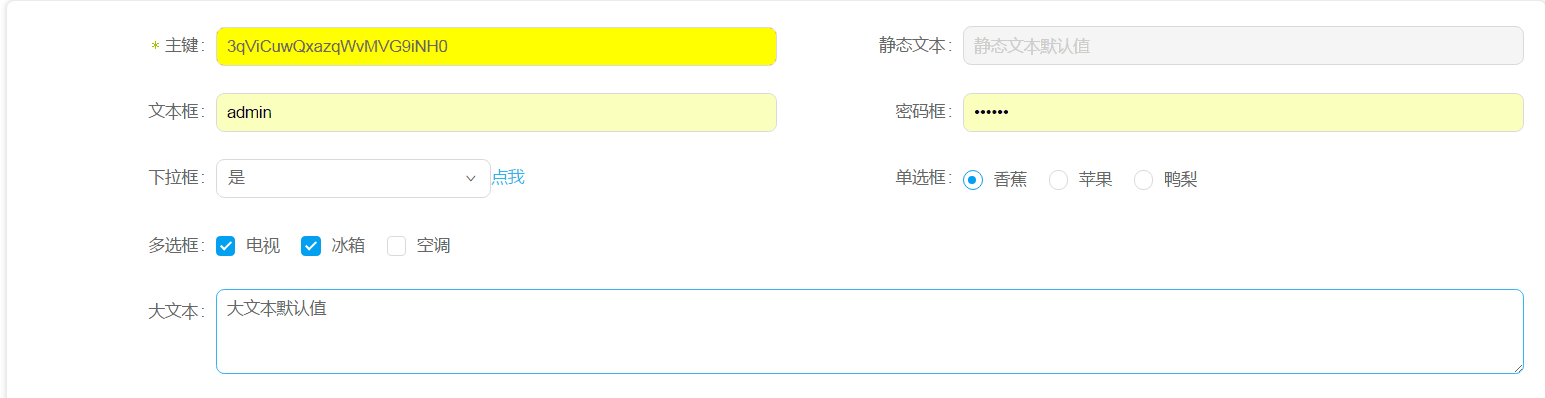 * 主键: 3qViCuwQxazqWvMVG9iNH0 静态文本: 静态文本默认值
文本框: admin 密码框: ••••••
下拉框: 是 点我 单选框: 香蕉 苹果 鸭梨
多选框: 电视 冰箱 空调
大文本: 大文本默认值